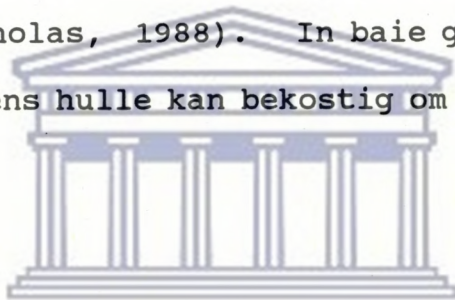 holas, 1988). In baie g
ens hulle kan bekostig om